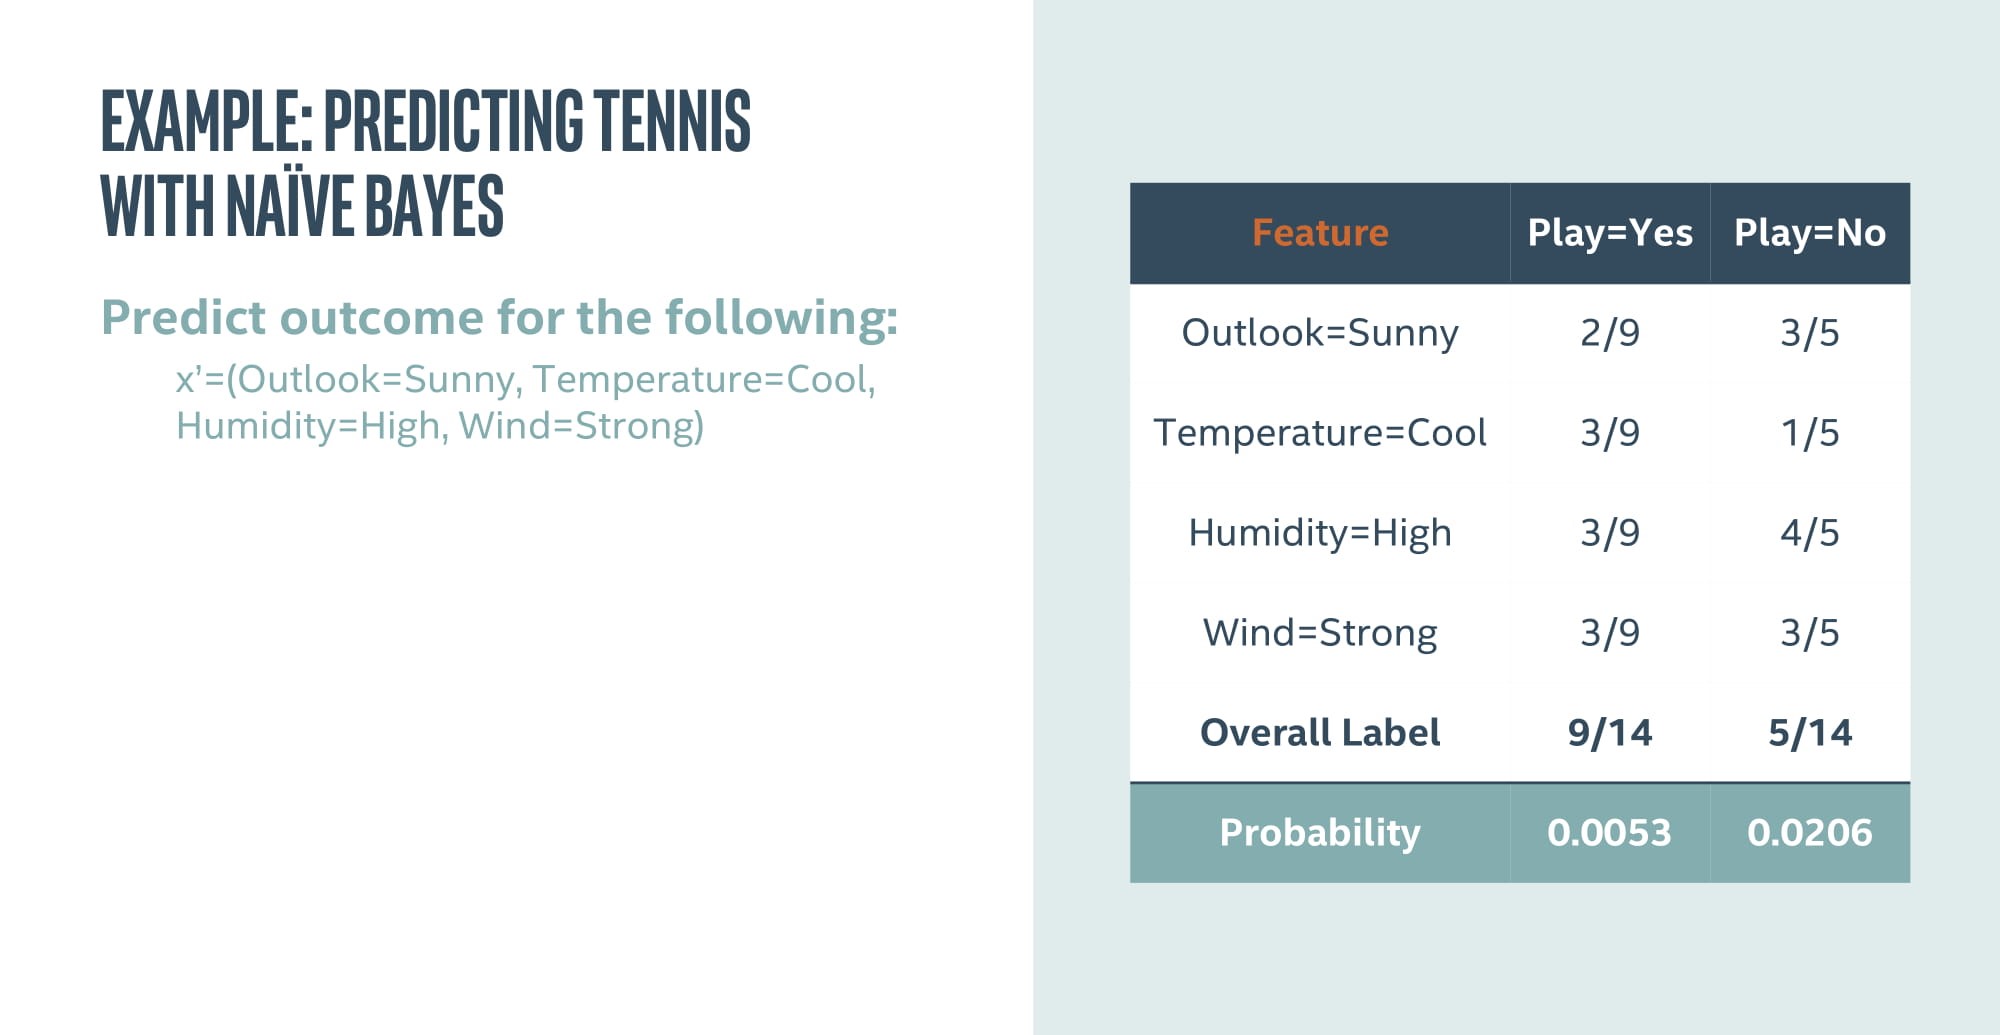 EXAMPLE: PREDICTING TENNIS
WITH NAÏVE BAYES
Predict outcome for the following:
x’=(Outlook=Sunny, Temperature=Cool,
Humidity=High, Wind=Strong)
Feature Play=Yes Play=No
Outlook=Sunny 2/9 3/5
Temperature=Cool 3/9 1/5
Humidity=High 3/9 4/5
Wind=Strong 3/9 3/5
Overall Label 9/14 5/14
Probability 0.0053 0.0206